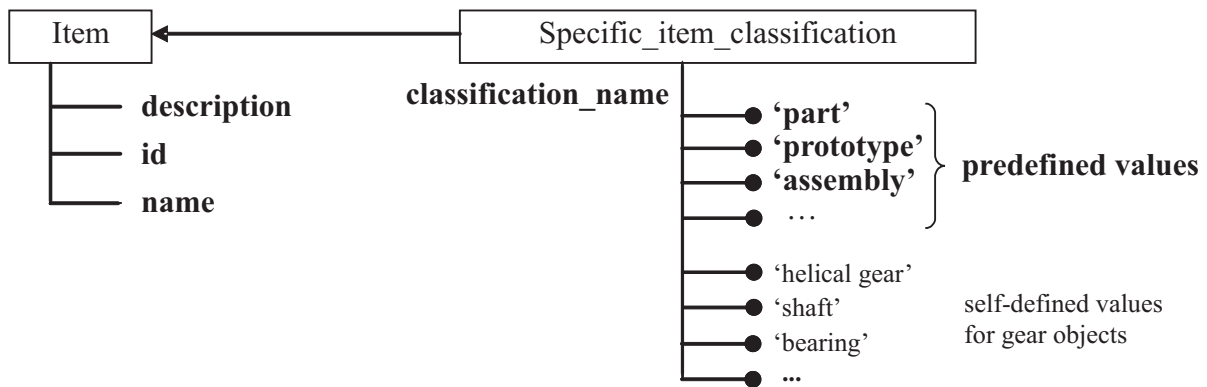 Item
Specific_item_classification
description
id
name
classification_name
‘part’
‘prototype’
‘assembly’
…
predefined values
‘helical gear’
‘shaft’
‘bearing’
...
self-defined values
for gear objects